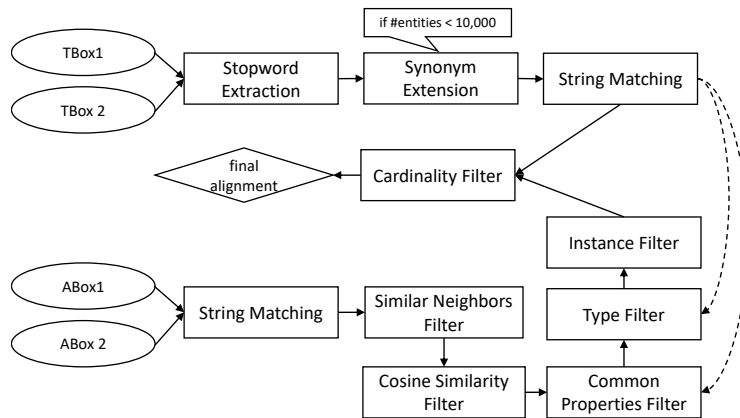 if #entities < 10,000
TBox1
TBox 2
Stopword
Extraction
Synonym
Extension
String Matching
final
alignment
Cardinality Filter
Instance Filter
ABox1
ABox 2
String Matching
Similar Neighbors
Filter
Type Filter
Cosine Similarity
Filter
Common
Properties Filter